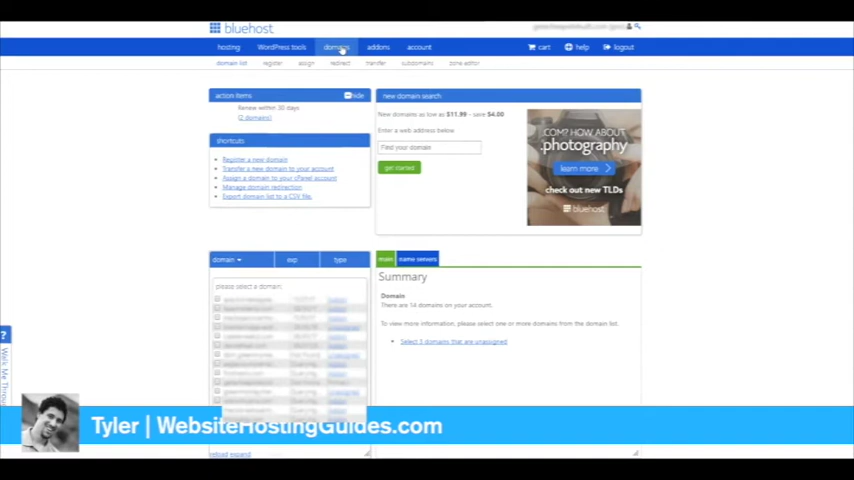 bluehost
hosting
WordPress tools
domains
addons
account
cart
help
logout
domain list
register
assign
redirect
transfer
subdomains
zone editor
action items
hide
Renew within 30 days
(2 domains)
shortcuts
Register a new domain
Transfer a new domain to your account
Assign a domain to your cPanel account
Manage domain redirection
Export domain list to a CSV file.
new domain search
New domains as low as $11.99 - save $4.00
Enter a web address below.
Find your domain
get started
.COM? HOW ABOUT
.photography
learn more >
check out new TLDs
bluehost
domain
exp
type
please select a domain:
main
name servers
Summary
Domain
There are 14 domains on your account.
To view more information, please select one or more domains from the domain list.
Select 3 domains that are unassigned
?
Walk Me Throu
Tyler | WebsiteHostingGuides.com
reload expand